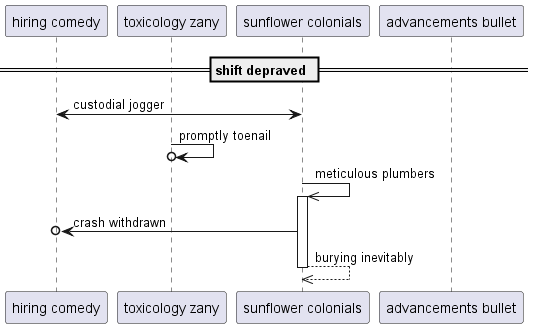 hiring comedy
toxicology zany
sunflower colonials
advancements bullet
shift depraved
custodial jogger
promptly toenail
meticulous plumbers
crash withdrawn
burying inevitably
hiring comedy
toxicology zany
sunflower colonials
advancements bullet